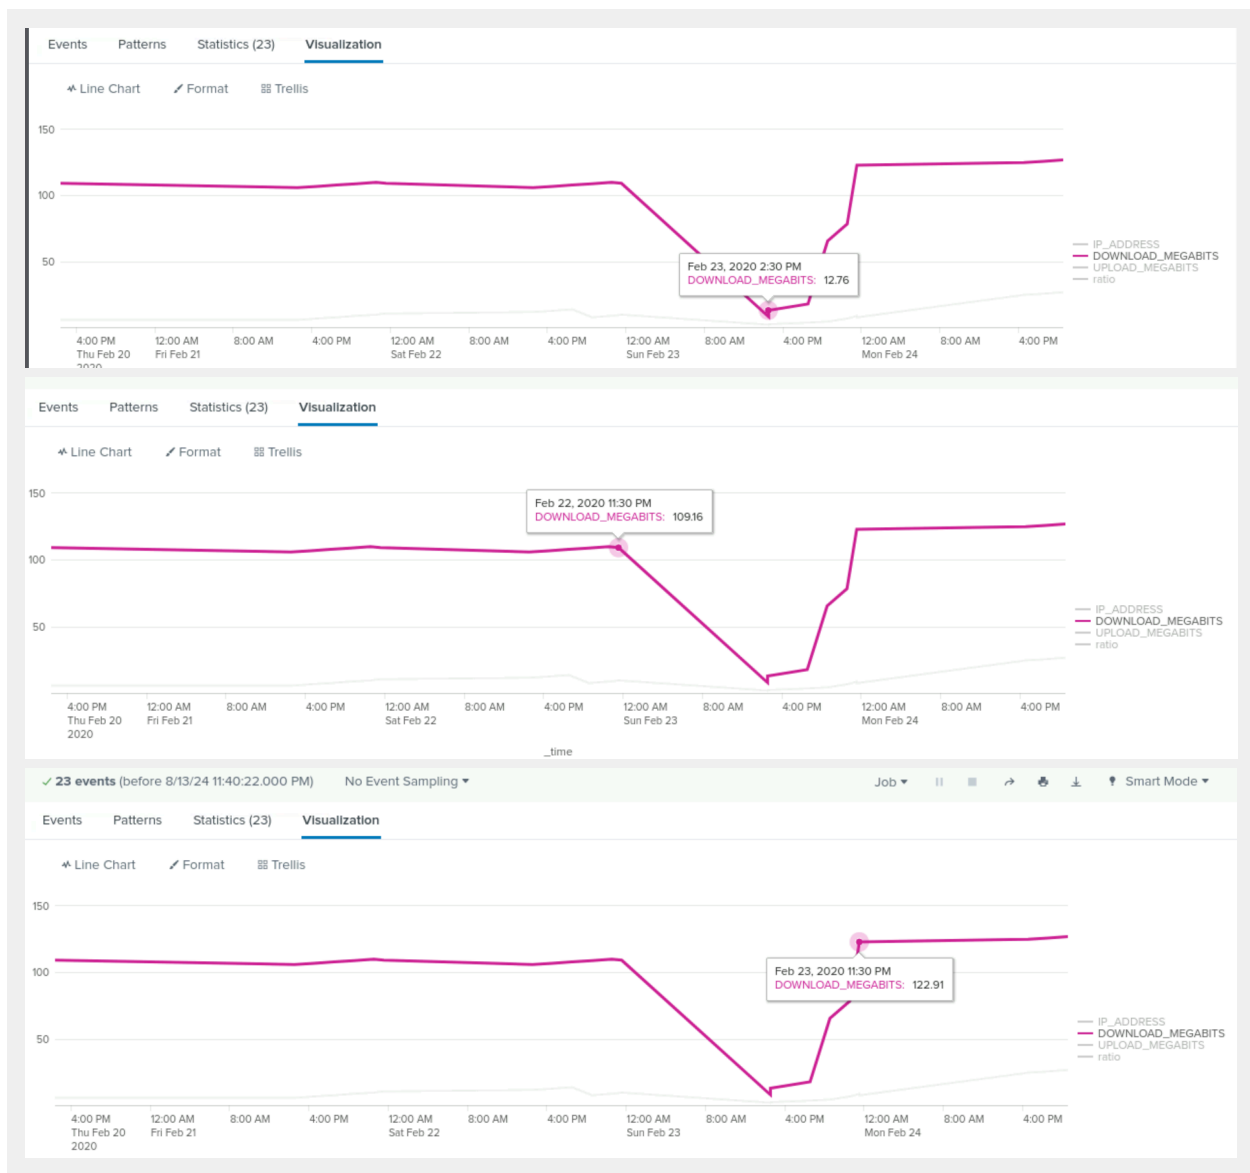 Events Patterns Statistics (23) Visualization
Line Chart Format Trellis
150
100
50
Feb 23, 2020 2:30 PM
DOWNLOAD_MEGABITS: 12.76
IP_ADDRESS
DOWNLOAD_MEGABITS
UPLOAD_MEGABITS
ratio
4:00 PM 12:00 AM 8:00 AM 4:00 PM 12:00 AM 8:00 AM 4:00 PM 12:00 AM 8:00 AM 4:00 PM 12:00 AM 8:00 AM 4:00 PM
Thu Feb 20 Fri Feb 21 Sat Feb 22 Sun Feb 23 Mon Feb 24
2020
Events Patterns Statistics (23) Visualization
Line Chart Format Trellis
150
100
50
Feb 22, 2020 11:30 PM
DOWNLOAD_MEGABITS: 109.16
IP_ADDRESS
DOWNLOAD_MEGABITS
UPLOAD_MEGABITS
ratio
4:00 PM 12:00 AM 8:00 AM 4:00 PM 12:00 AM 8:00 AM 4:00 PM 12:00 AM 8:00 AM 4:00 PM 12:00 AM 8:00 AM 4:00 PM
Thu Feb 20 Fri Feb 21 Sat Feb 22 Sun Feb 23 Mon Feb 24
2020
_time
23 events (before 8/13/24 11:40:22.000 PM) No Event Sampling Job Smart Mode
Events Patterns Statistics (23) Visualization
Line Chart Format Trellis
150
100
50
Feb 23, 2020 11:30 PM
DOWNLOAD_MEGABITS: 122.91
IP_ADDRESS
DOWNLOAD_MEGABITS
UPLOAD_MEGABITS
ratio
4:00 PM 12:00 AM 8:00 AM 4:00 PM 12:00 AM 8:00 AM 4:00 PM 12:00 AM 8:00 AM 4:00 PM 12:00 AM 8:00 AM 4:00 PM
Thu Feb 20 Fri Feb 21 Sat Feb 22 Sun Feb 23 Mon Feb 24
2020